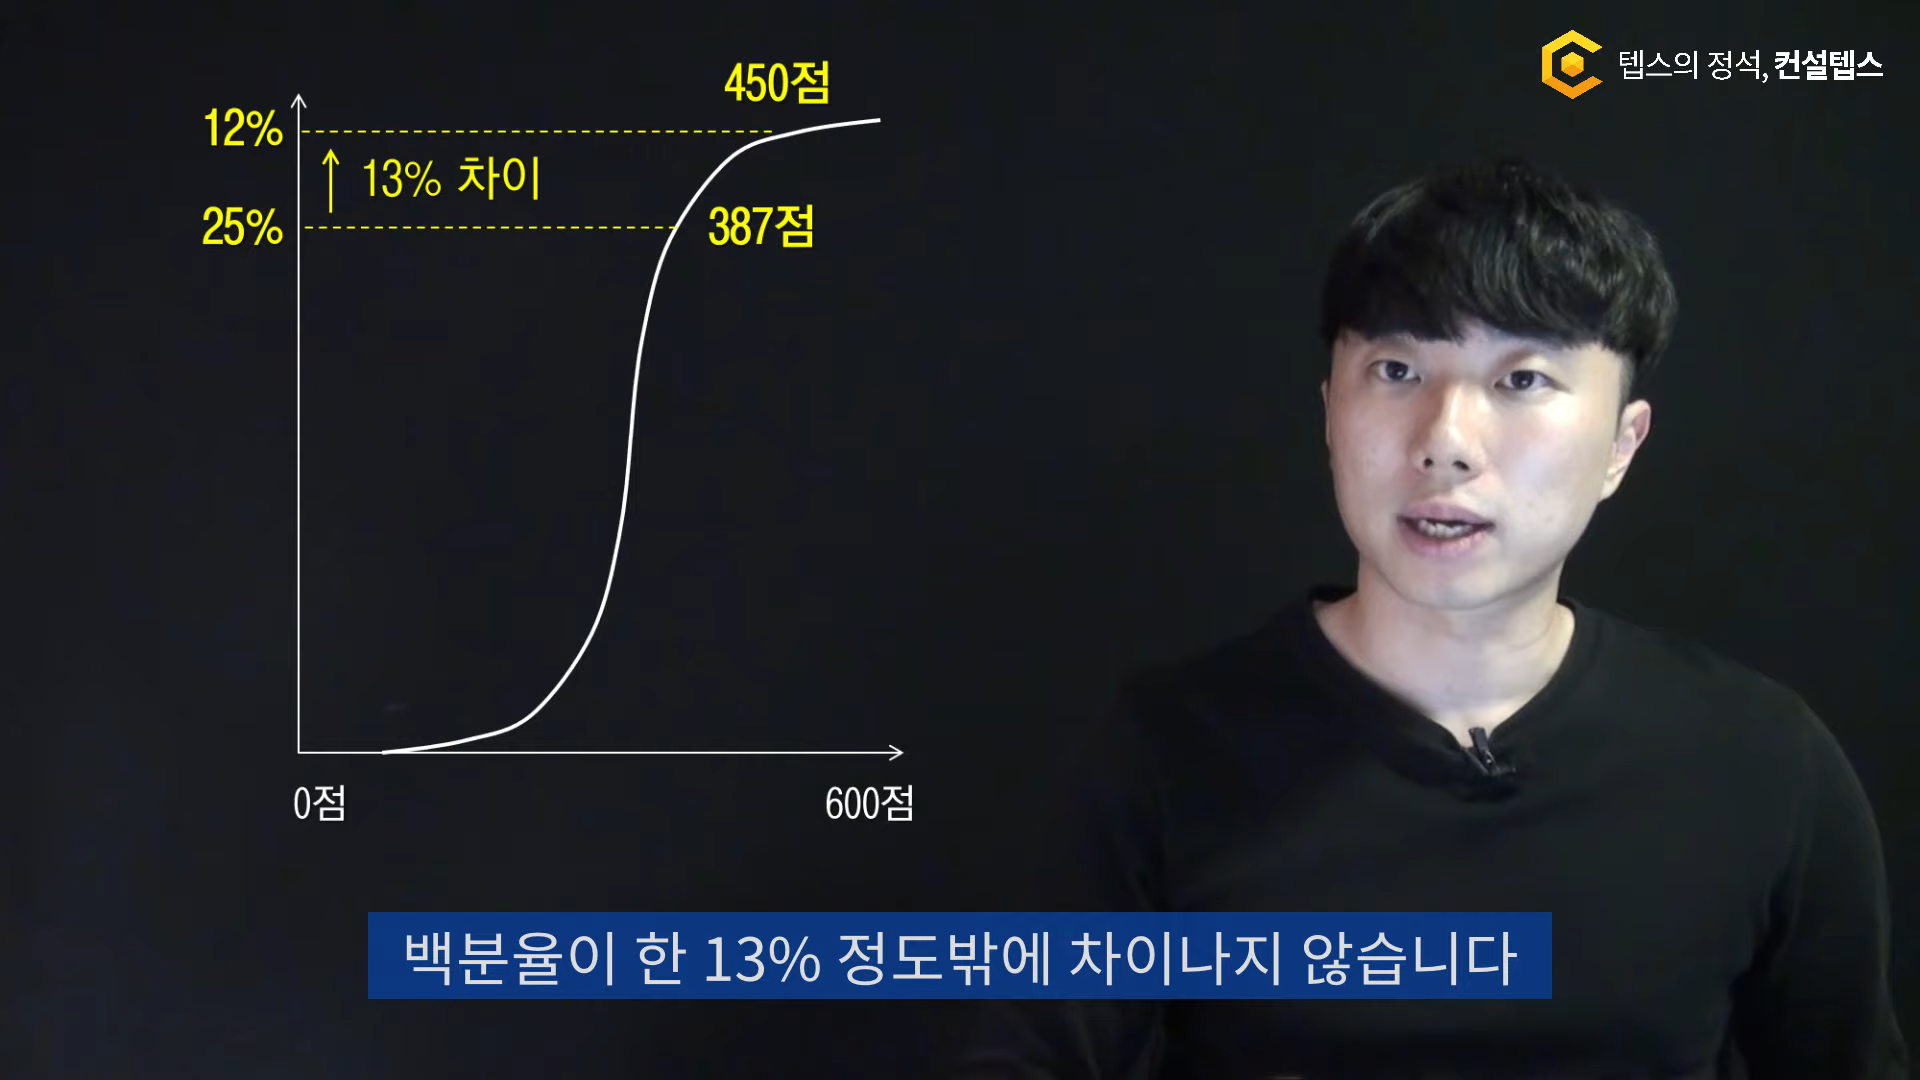 텝스의 정석, 컨설텝스
450점
12%
13% 차이
25%
387점
0점
600점
백분율이 한 13% 정도밖에 차이나지 않습니다